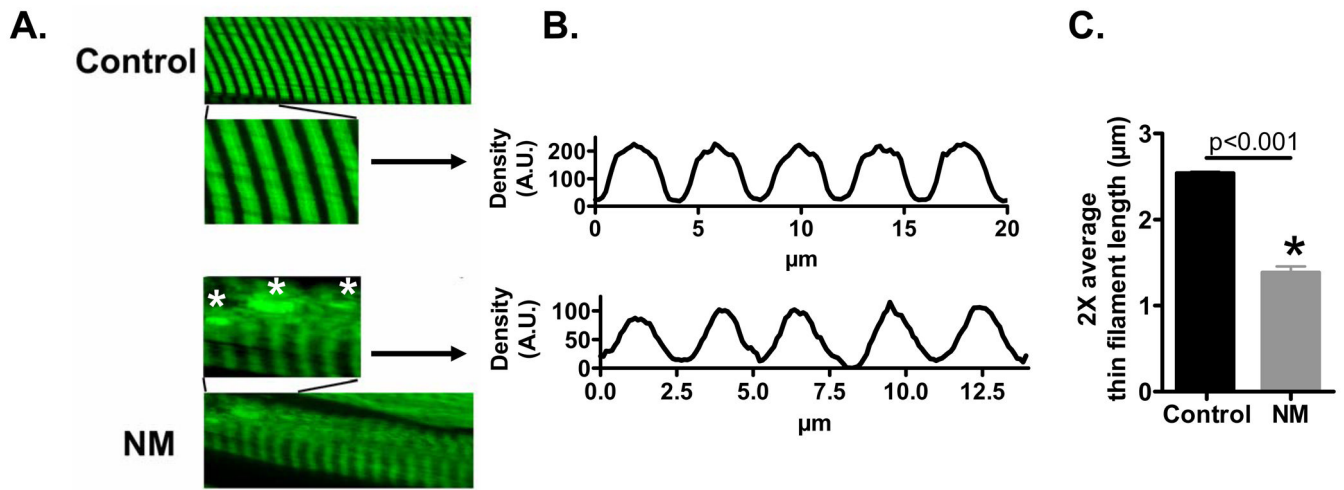 A.
Control
*
*
*
NM
B.
Density
(A.U.)
200
100
0
0
5
10
15
20
µm
Density
(A.U.)
100
50
0
0.0
2.5
5.0
7.5
10.0
12.5
µm
C.
2X average
thin filament length (µm)
3
2
1
0
p<0.001
*
Control
NM